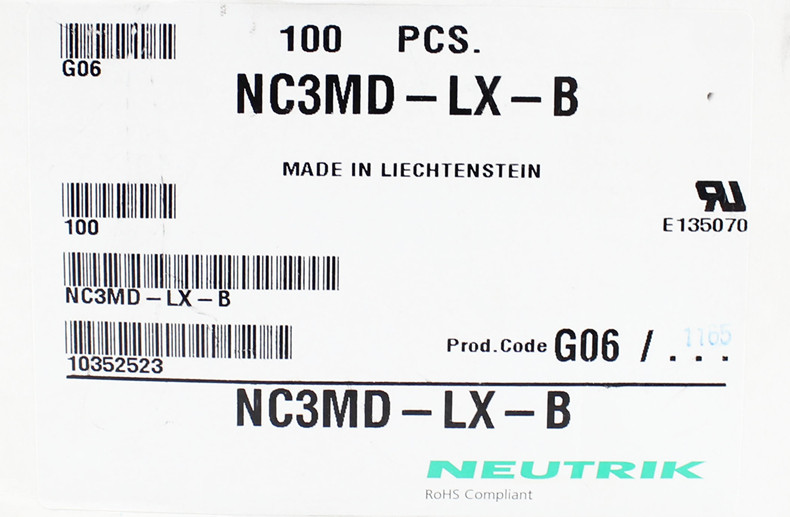 100 PCS.
G06
NC3MD-LX-B
MADE IN LIECHTENSTEIN
100
E135070
NC3MD-LX-B
10352523
Prod.Code G06 / . . .
1165
NC3MD-LX-B
NEUTRIK
RoHS Compliant